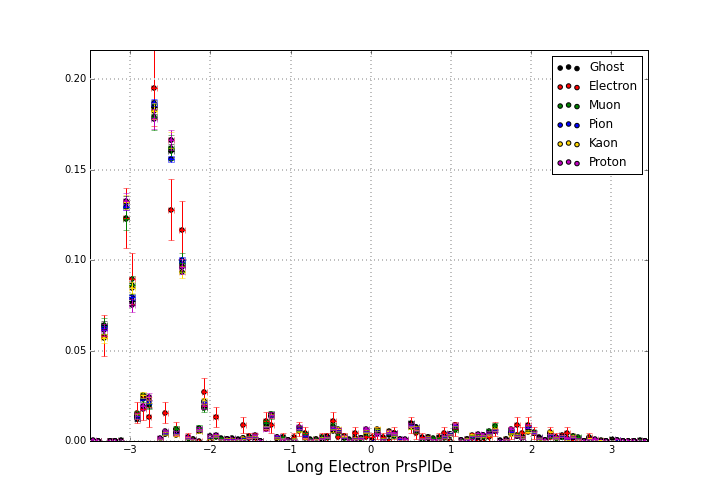 0.20
0.15
0.10
0.05
0.00
−3
−2
−1
0
1
2
3
Long Electron PrsPIDe
Ghost
Electron
Muon
Pion
Kaon
Proton